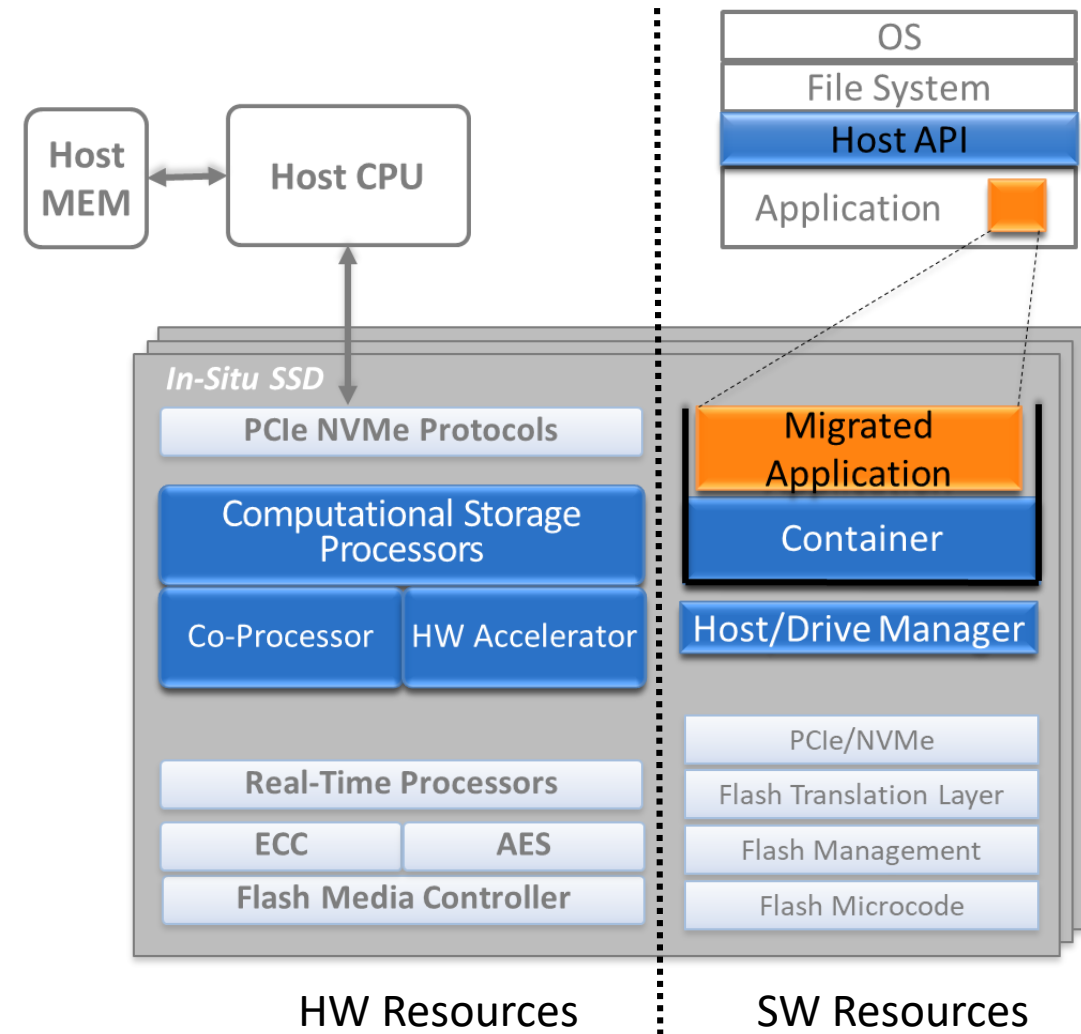 Host
MEM
Host CPU
OS
File System
Host API
Application
In-Situ SSD
PCIe NVMe Protocols
Computational Storage
Processors
Co-Processor
HW Accelerator
Real-Time Processors
ECC
AES
Flash Media Controller
Migrated
Application
Container
Host/Drive Manager
PCIe/NVMe
Flash Translation Layer
Flash Management
Flash Microcode
HW Resources
SW Resources